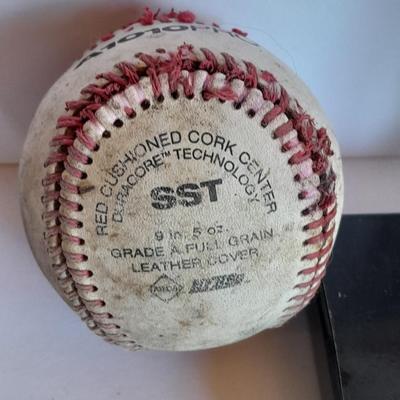 RED CUSHIONED CORK CENTER
DURACORE™ TECHNOLOGY
SST
9 in. 5 oz.
GRADE A FULL GRAIN
LEATHER COVER